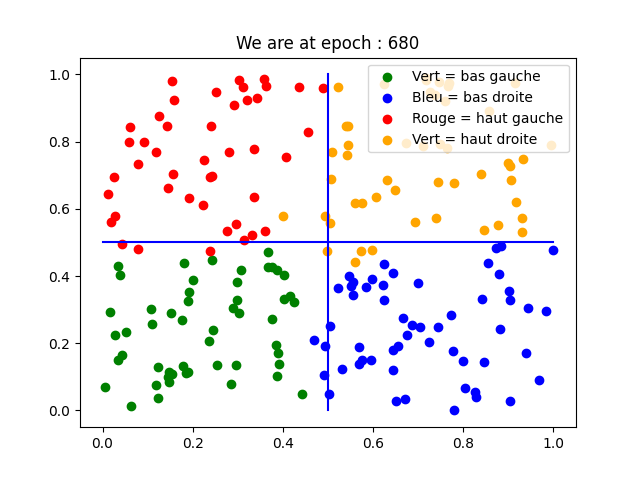 We are at epoch : 680
Vert = bas gauche
Bleu = bas droite
Rouge = haut gauche
Vert = haut droite
1.0
0.8
0.6
0.4
0.2
0.0
0.0 0.2 0.4 0.6 0.8 1.0